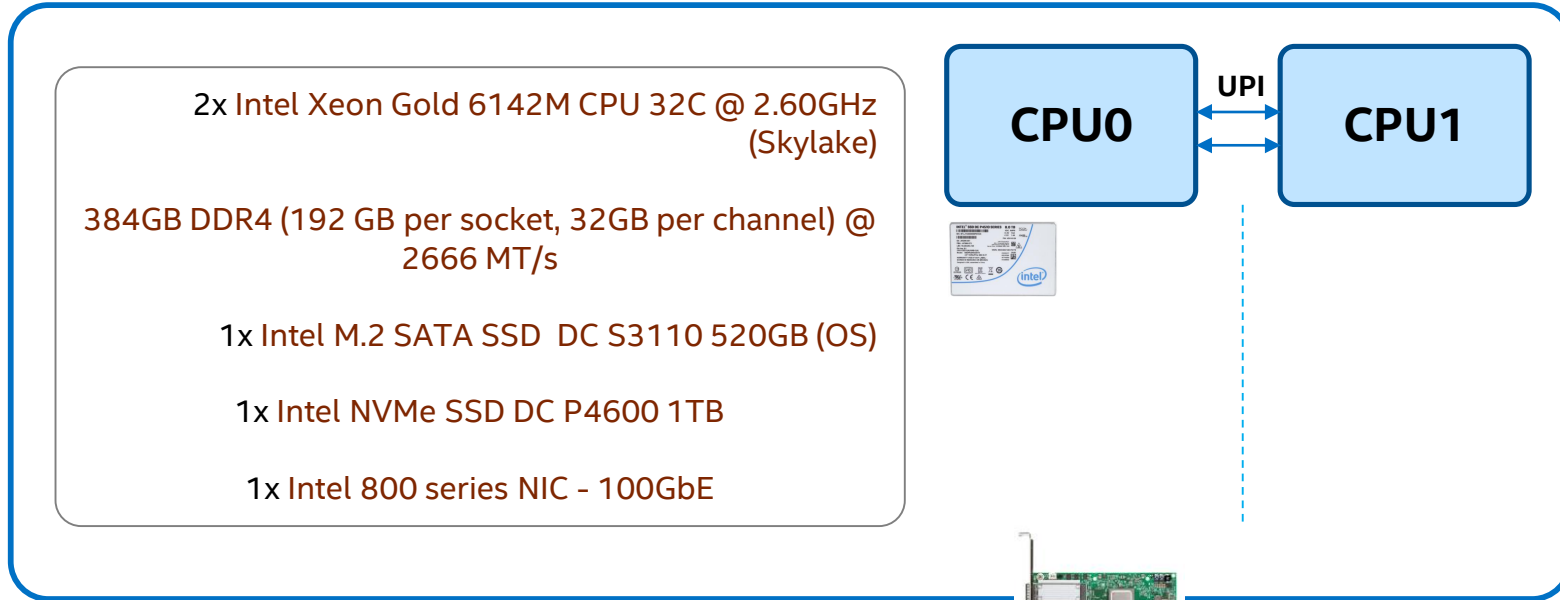 2x Intel Xeon Gold 6142M CPU 32C @ 2.60GHz
(Skylake)
384GB DDR4 (192 GB per socket, 32GB per channel) @
2666 MT/s
1x Intel M.2 SATA SSD DC S3110 520GB (OS)
1x Intel NVMe SSD DC P4600 1TB
1x Intel 800 series NIC - 100GbE
CPU0
UPI
CPU1
intel